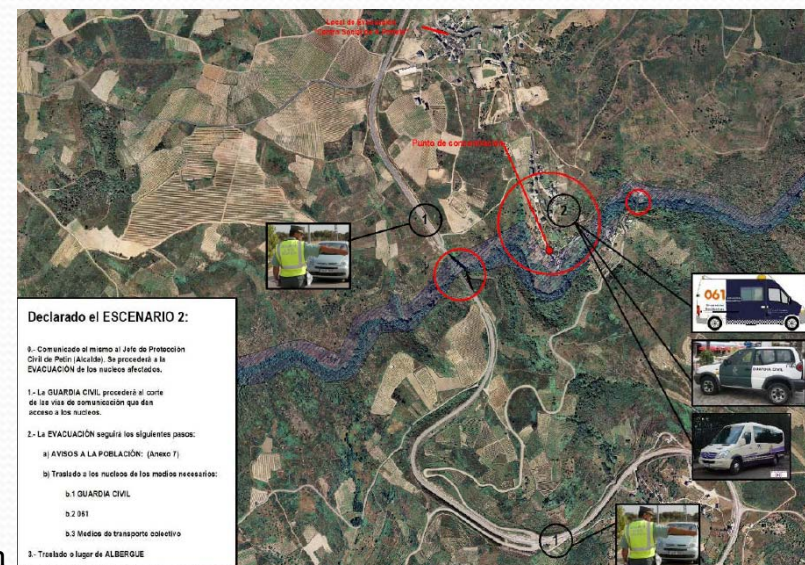 Local de
Punto de
1
2
061
GUARDIA CIVIL
1
Declarado el ESCENARIO 2:
0.- Comunicado el mismo al Jefe de Protección
Civil de Petín (Alcalde). Se procederá a la
EVACUACIÓN de los nucleos afectados.
1.- La GUARDIA CIVIL procederá al corte
de las vías de comunicación que dan
acceso a los nucleos.
2.- La EVACUACIÓN seguirá los siguientes pasos:
a) AVISOS A LA POBLACIÓN: (Anexo 7)
b) Traslado a los nucleos de los medios necesarios:
b.1 GUARDIA CIVIL
b.2 061
b.3 Medios de transporte colectivo
3.- Traslado a lugar de ALBERGUE